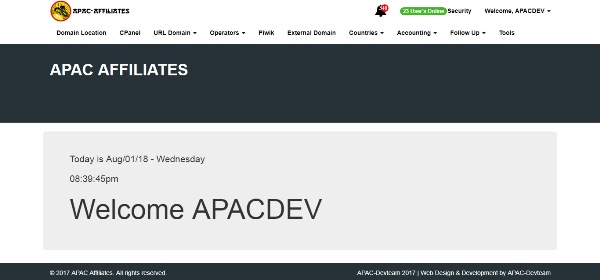 APAC-AFFILIATES
23 User's Online Security Welcome, APACDEV
Domain Location CPanel URL Domain Operators Piwik External Domain Countries Accounting Follow Up Tools
APAC AFFILIATES
Today is Aug/01/18 - Wednesday
08:39:45pm
Welcome APACDEV
© 2017 APAC Affiliates. All rights reserved. APAC-Devteam 2017 | Web Design & Development by APAC-Devteam